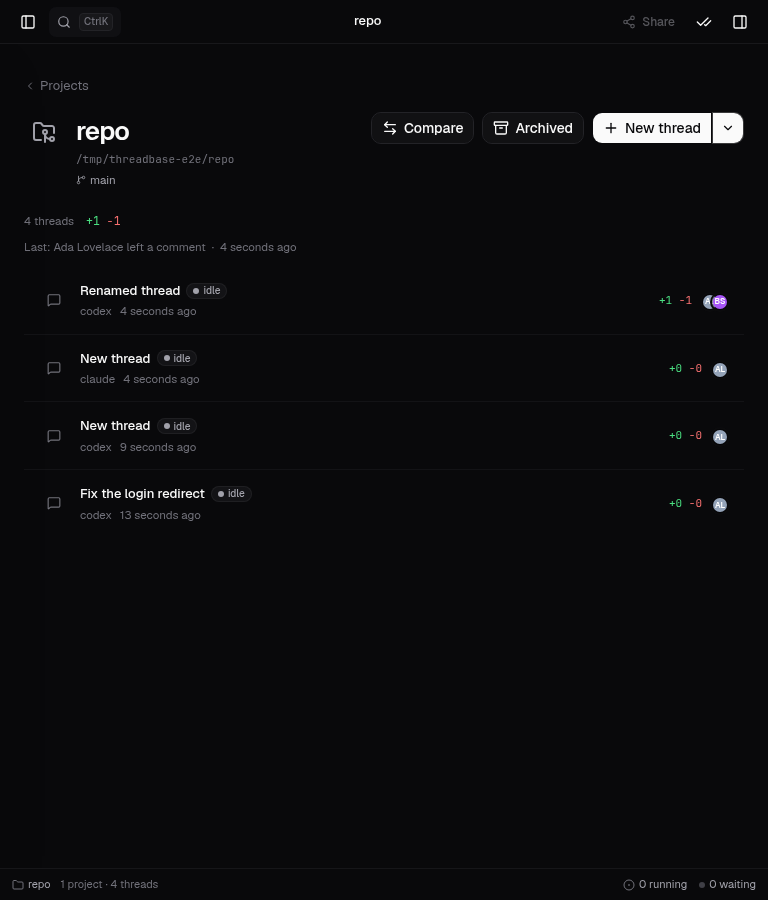 CtrlK
repo
Share
Projects
repo
Compare
Archived
New thread
/tmp/threadbase-e2e/repo
main
4 threads +1 -1
Last: Ada Lovelace left a comment · 4 seconds ago
Renamed thread idle
codex 4 seconds ago
+1 -1
BS
New thread idle
claude 4 seconds ago
+0 -0 AL
New thread idle
codex 9 seconds ago
+0 -0 AL
Fix the login redirect idle
codex 13 seconds ago
+0 -0 AL
repo 1 project · 4 threads
0 running 0 waiting